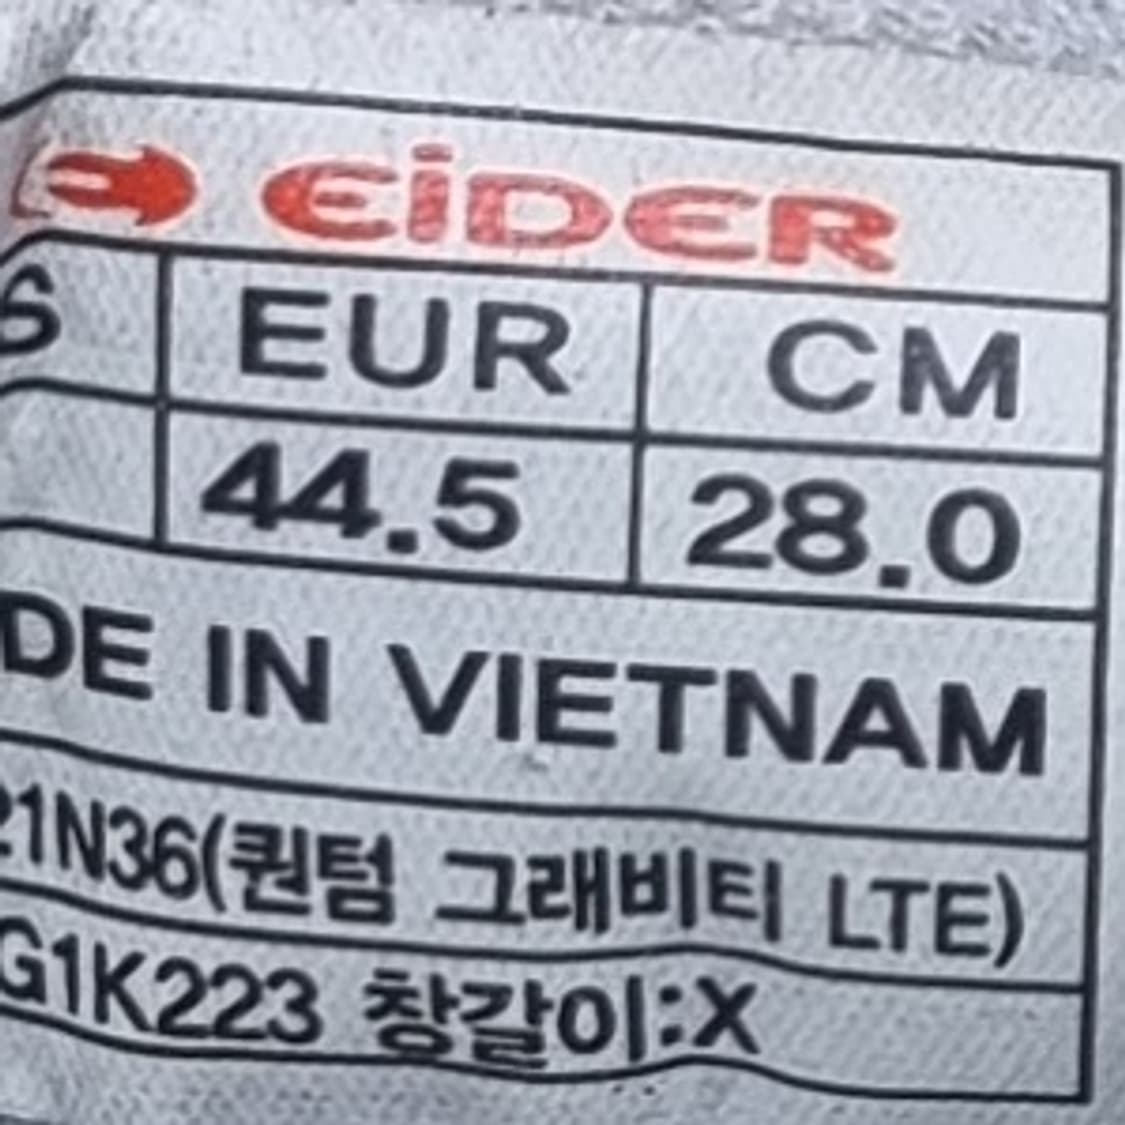 EiDER
S EUR CM
44.5 28.0
DE IN VIETNAM
21N36(퀀텀 그래비티 LTE)
G1K223 창갈이:X